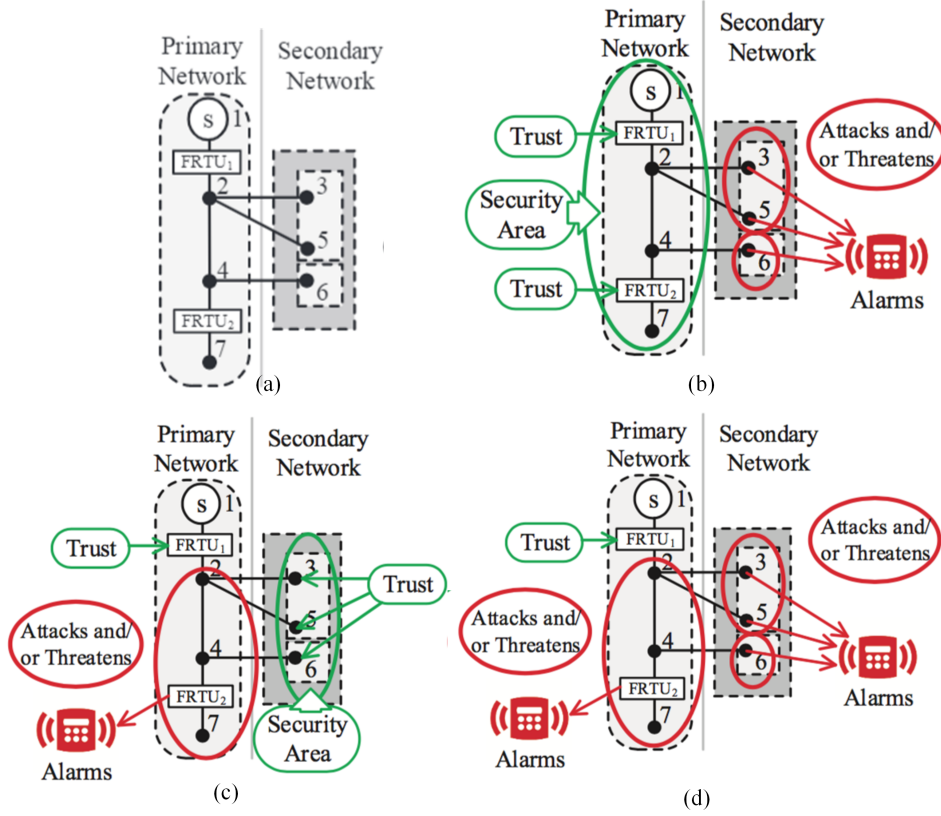 Primary
Network
Secondary
Network
S
1
FRTU1
2
3
5
4
6
FRTU2
7
(a)
Primary
Network
Secondary
Network
S
1
Trust
FRTU1
Attacks and/
or Threatens
2
3
Security
Area
5
4
6
Trust
FRTU2
Alarms
7
(b)
Primary
Network
Secondary
Network
S
1
Trust
FRTU1
2
3
Trust
Attacks and/
or Threatens
5
4
6
FRTU2
7
Security
Area
Alarms
(c)
Primary
Network
Secondary
Network
S
1
Trust
FRTU1
Attacks and/
or Threatens
2
3
Attacks and/
or Threatens
5
4
6
FRTU2
Alarms
7
Alarms
(d)